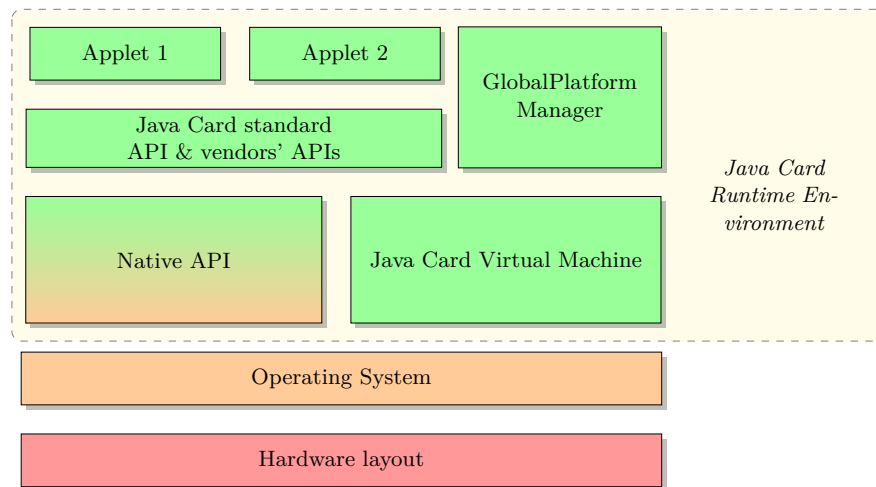 Applet 1
Applet 2
GlobalPlatform
Manager
Java Card standard
API & vendors' APIs
Java Card
Runtime En-
vironment
Native API
Java Card Virtual Machine
Operating System
Hardware layout